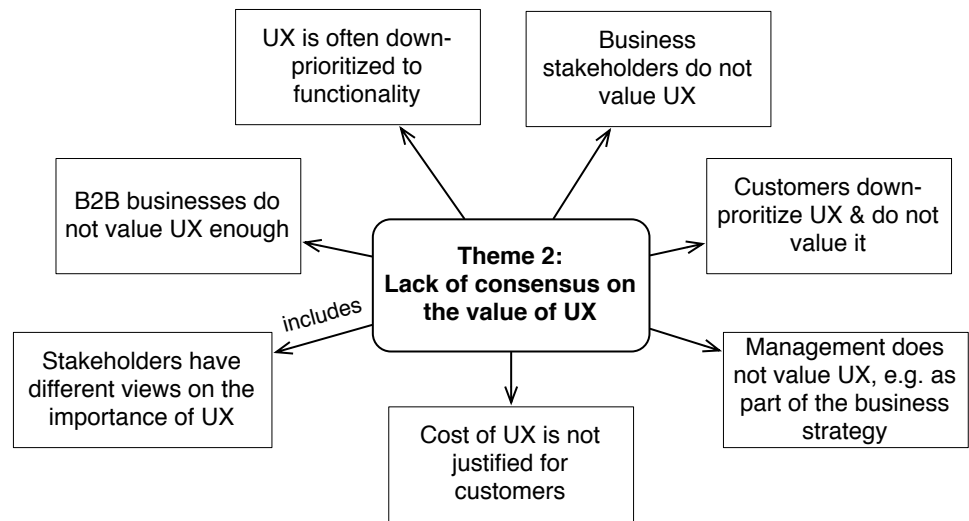 UX is often down-
prioritized to
functionality
Business
stakeholders do not
value UX
B2B businesses do
not value UX enough
Customers down-
proritize UX & do not
value it
Theme 2:
Lack of consensus on
the value of UX
includes
Stakeholders have
different views on the
importance of UX
Management does
not value UX, e.g. as
part of the business
strategy
Cost of UX is not
justified for
customers